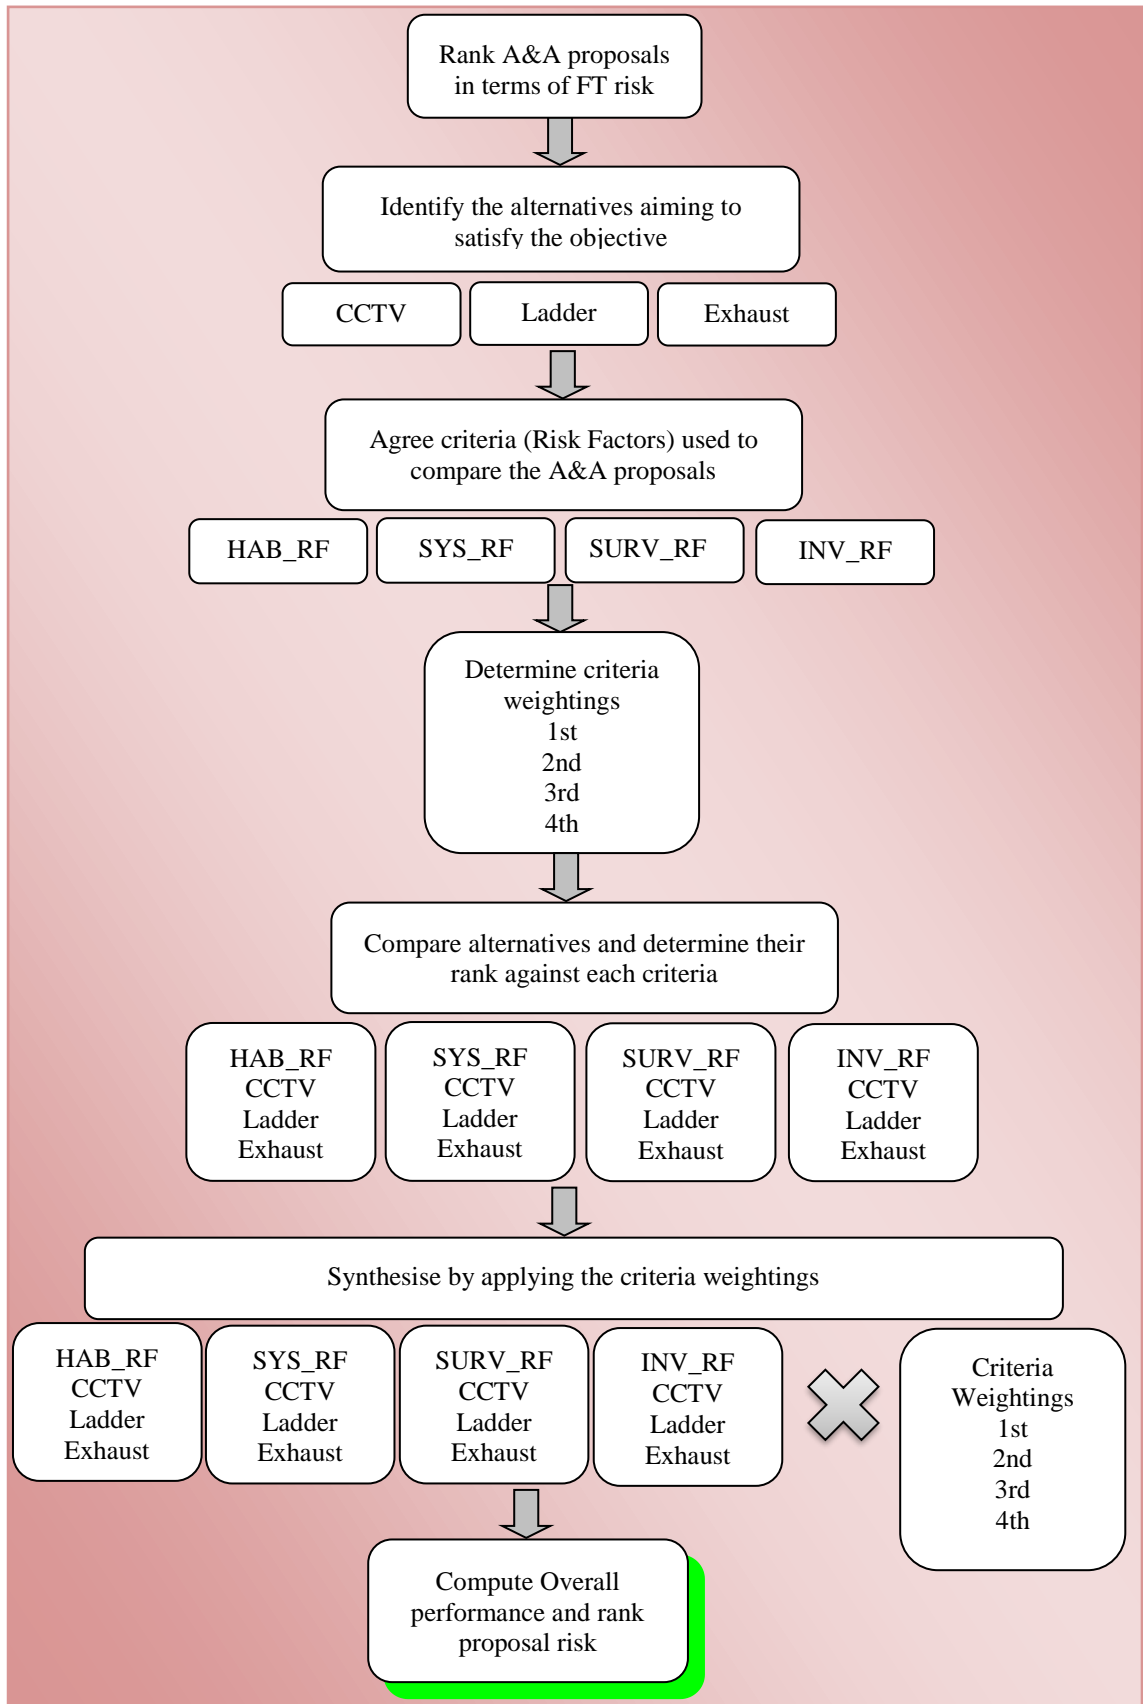 Rank A&A proposals
in terms of FT risk
Identify the alternatives aiming to
satisfy the objective
CCTV
Ladder
Exhaust
Agree criteria (Risk Factors) used to
compare the A&A proposals
HAB_RF
SYS_RF
SURV_RF
INV_RF
Determine criteria
weightings
1st
2nd
3rd
4th
Compare alternatives and determine their
rank against each criteria
HAB_RF
CCTV
Ladder
Exhaust
SYS_RF
CCTV
Ladder
Exhaust
SURV_RF
CCTV
Ladder
Exhaust
INV_RF
CCTV
Ladder
Exhaust
Synthesise by applying the criteria weightings
HAB_RF
CCTV
Ladder
Exhaust
SYS_RF
CCTV
Ladder
Exhaust
SURV_RF
CCTV
Ladder
Exhaust
INV_RF
CCTV
Ladder
Exhaust
Criteria
Weightings
1st
2nd
3rd
4th
Compute Overall
performance and rank
proposal risk